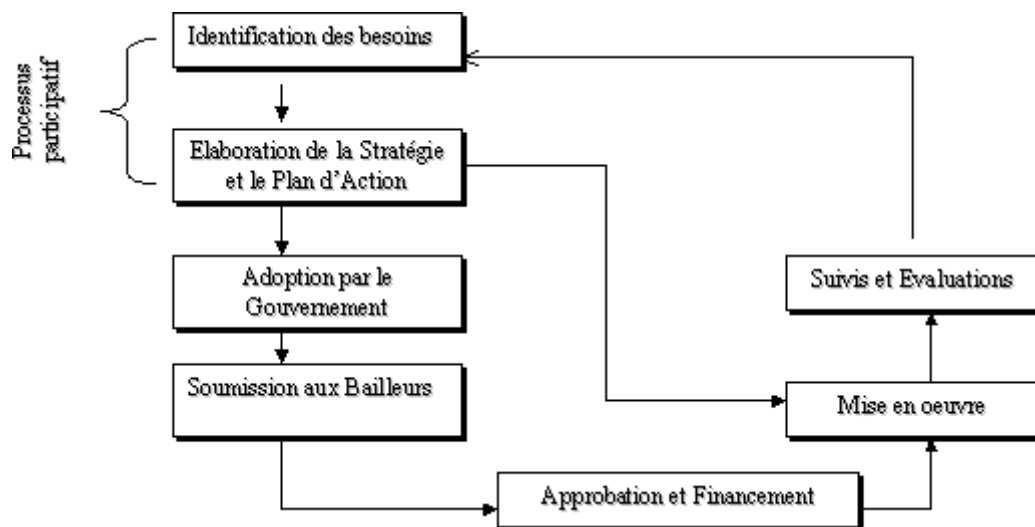 Processus
participatif
Identification des besoins
Elaboration de la Stratégie
et le Plan d'Action
Adoption par le
Gouvernement
Soumission aux Bailleurs
Approbation et Financement
Mise en oeuvre
Suivis et Evaluations